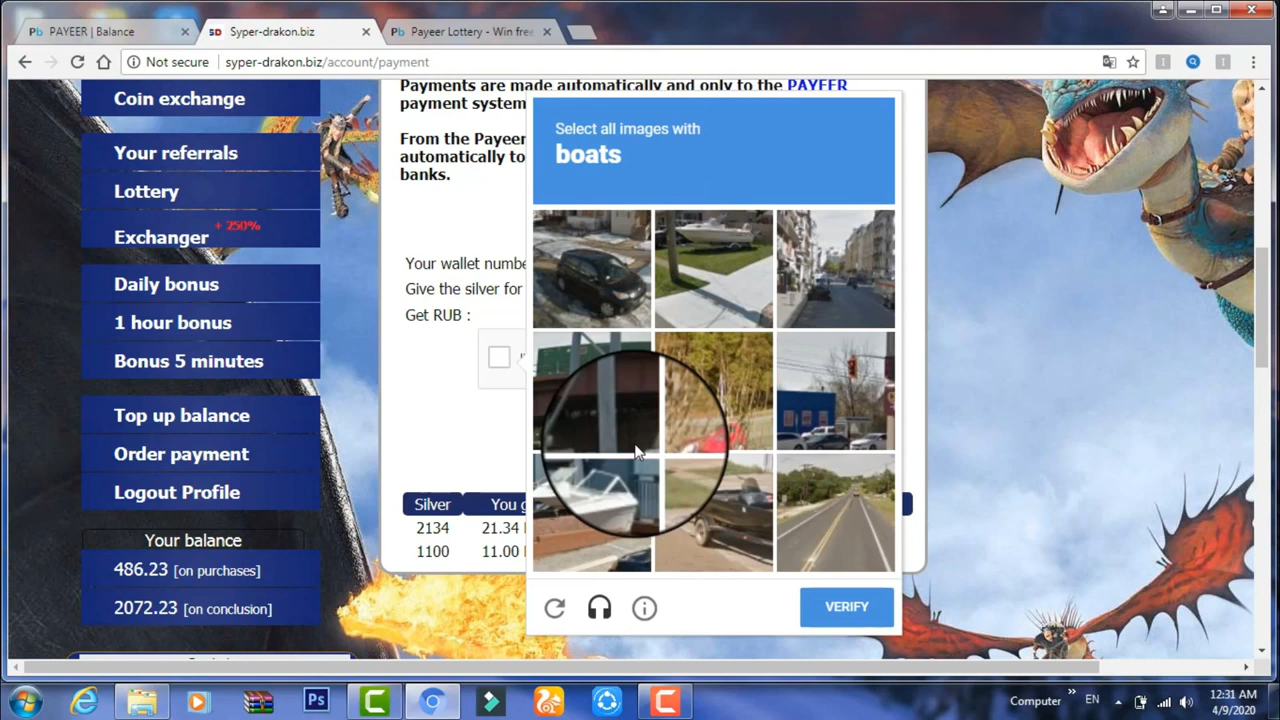 PAYEER | Balance
Syper-drakon.biz
Payeer Lottery - Win free
Not secure
syper-drakon.biz/account/payment
Coin exchange
Your referrals
Lottery
Exchanger + 250%
Daily bonus
1 hour bonus
Bonus 5 minutes
Top up balance
Order payment
Logout Profile
Your balance
486.23 [on purchases]
2072.23 [on conclusion]
Payments are made automatically and only to the PAYEER
payment system
From the Payeer
automatically to
banks.
Your wallet numbe
Give the silver for
Get RUB :
Silver
You g
2134
21.34
1100
11.00
Select all images with
boats
VERIFY
Computer
EN
12:31 AM
4/9/2020